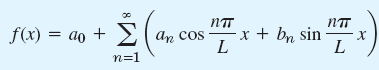 f(x) = a₀ + ∞∑n=1 (aₙ cos nπ/L x + bₙ sin nπ/L x)